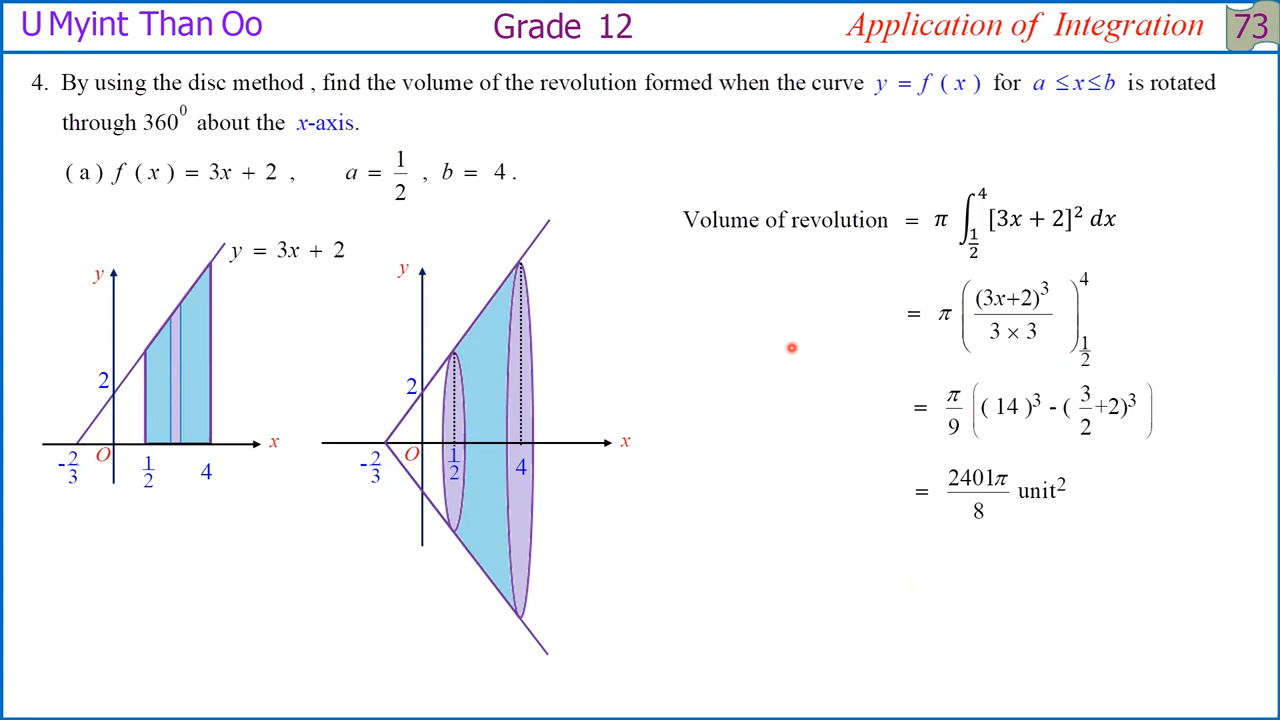 U Myint Than Oo
Grade 12
Application of Integration
73
4. By using the disc method , find the volume of the revolution formed when the curve y = f ( x ) for a ≤x≤b is rotated
through 360⁰ about the x-axis.
( a ) f ( x ) = 3x + 2 , a = 1/2 , b = 4 .
Volume of revolution = π ∫_{1/2}^{4} [3x + 2]² dx
= π ( (3x+2)³ / 3 × 3 )_{1/2}^{4}
= π/9 ( ( 14 )³ - ( 3/2 +2)³ )
= 2401π/8 unit²
y = 3x + 2
y
2
-2/3
O
1/2
4
x
y
2
-2/3
O
1/2
4
x